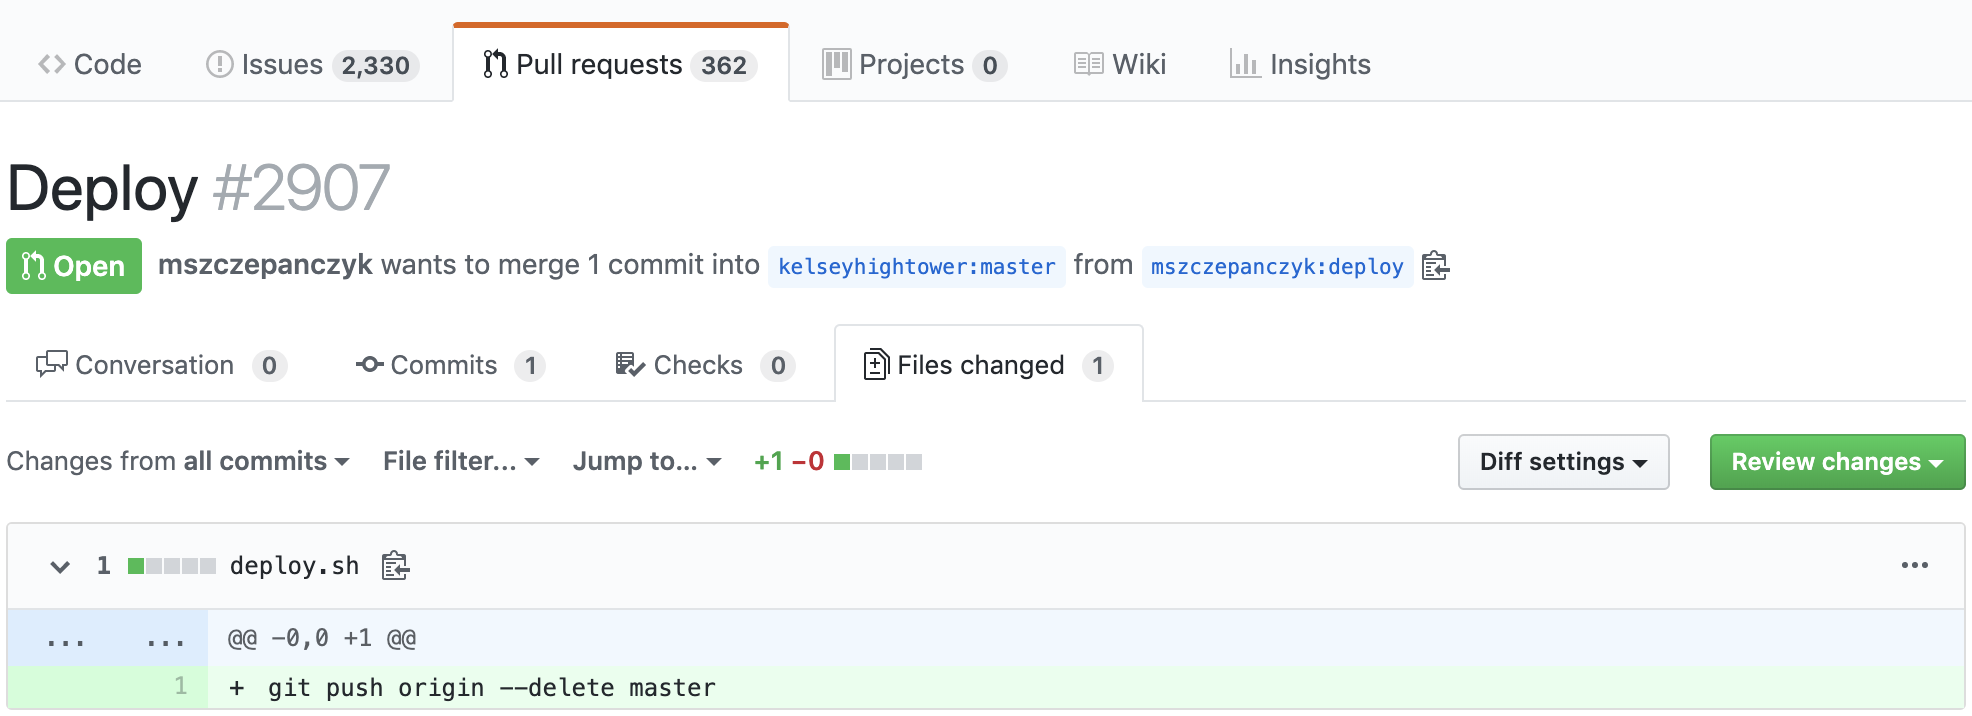 Code Issues 2,330 Pull requests 362 Projects 0 Wiki Insights
Deploy #2907
Open mszczepanczyk wants to merge 1 commit into kelseyhightower:master from mszczepanczyk:deploy
Conversation 0 Commits 1 Checks 0 Files changed 1
Changes from all commits File filter... Jump to... +1 −0 Diff settings Review changes
1 deploy.sh ...
... ... @@ -0,0 +1 @@
1 + git push origin --delete master